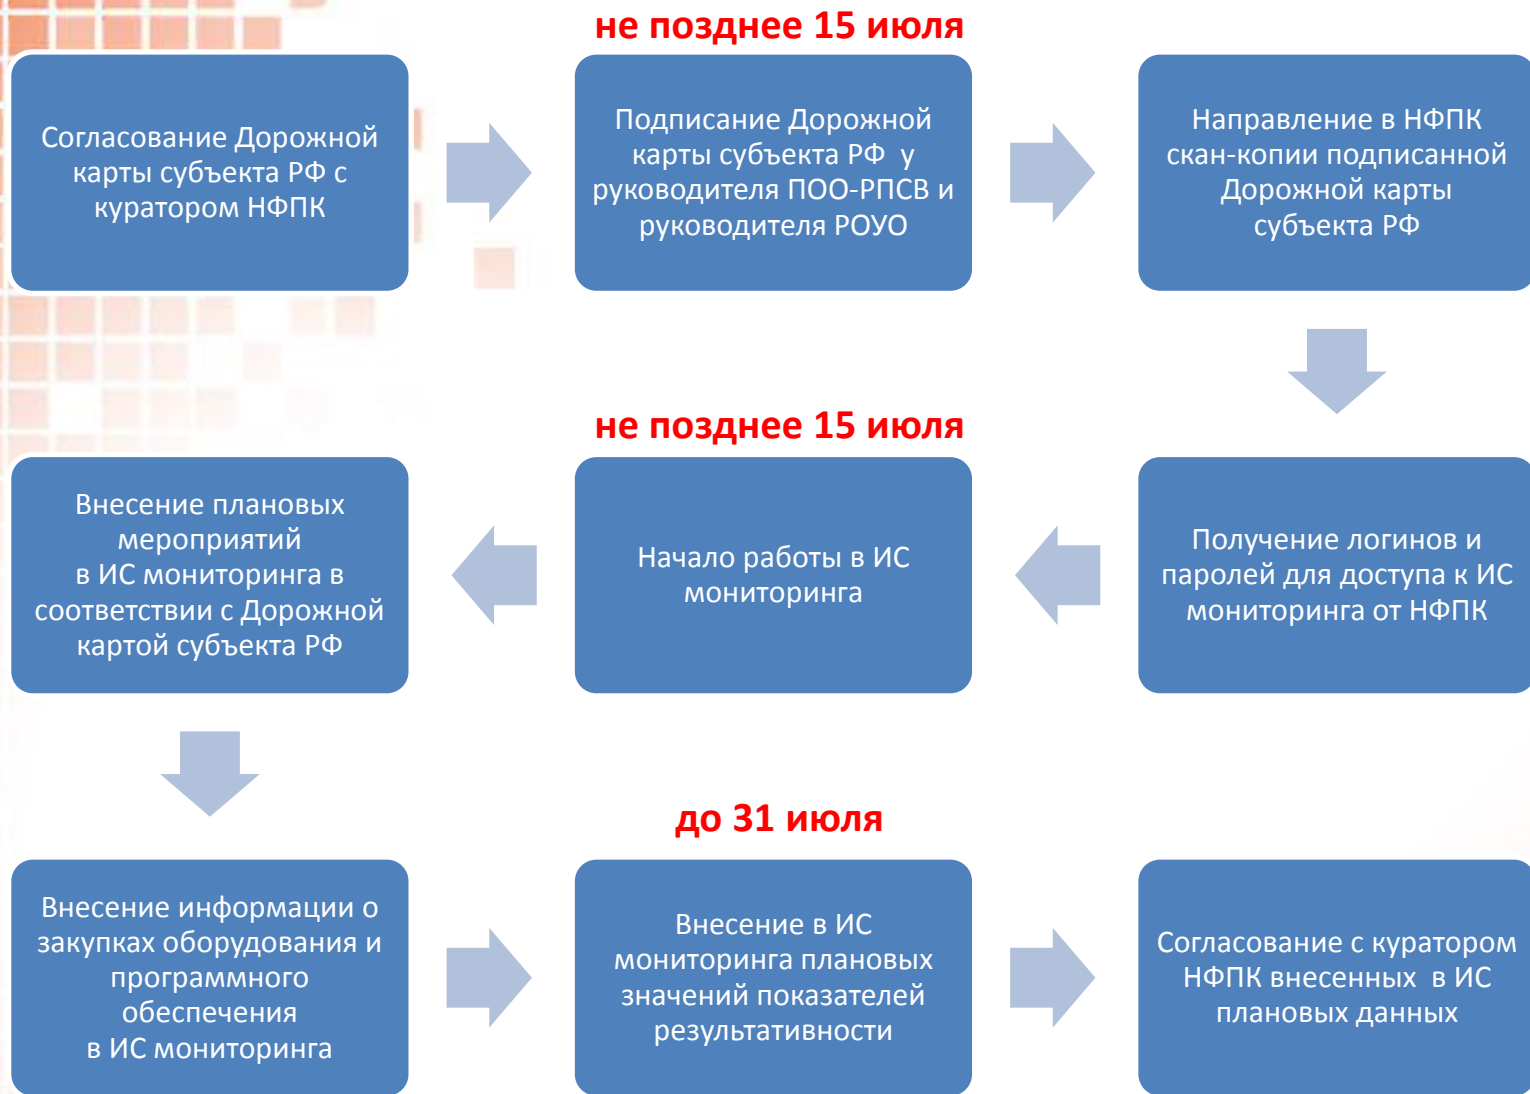 не позднее 15 июля
Согласование Дорожной
карты субъекта РФ с
куратором НФПК
Подписание Дорожной
карты субъекта РФ у
руководителя ПОО-РПСВ и
руководителя РОУО
Направление в НФПК
скан-копии подписанной
Дорожной карты
субъекта РФ
не позднее 15 июля
Получение логинов и
паролей для доступа к ИС
мониторинга от НФПК
Начало работы в ИС
мониторинга
Внесение плановых
мероприятий
в ИС мониторинга в
соответствии с Дорожной
картой субъекта РФ
до 31 июля
Внесение информации о
закупках оборудования и
программного
обеспечения
в ИС мониторинга
Внесение в ИС
мониторинга плановых
значений показателей
результативности
Согласование с куратором
НФПК внесенных в ИС
плановых данных